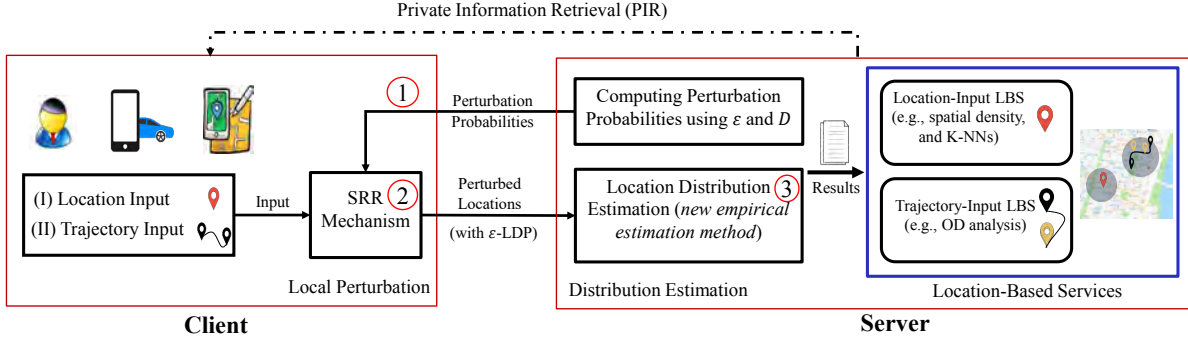 Private Information Retrieval (PIR)
1
Perturbation
Probabilities
Computing Perturbation
Probabilities using ε and D
Location-Input LBS
(e.g., spatial density,
and K-NNs)
(I) Location Input
(II) Trajectory Input
Input
SRR
Mechanism
2
Perturbed
Locations
(with ε-LDP)
Location Distribution
Estimation (new empirical
estimation method)
3
Results
Trajectory-Input LBS
(e.g., OD analysis)
Local Perturbation
Distribution Estimation
Location-Based Services
Client
Server